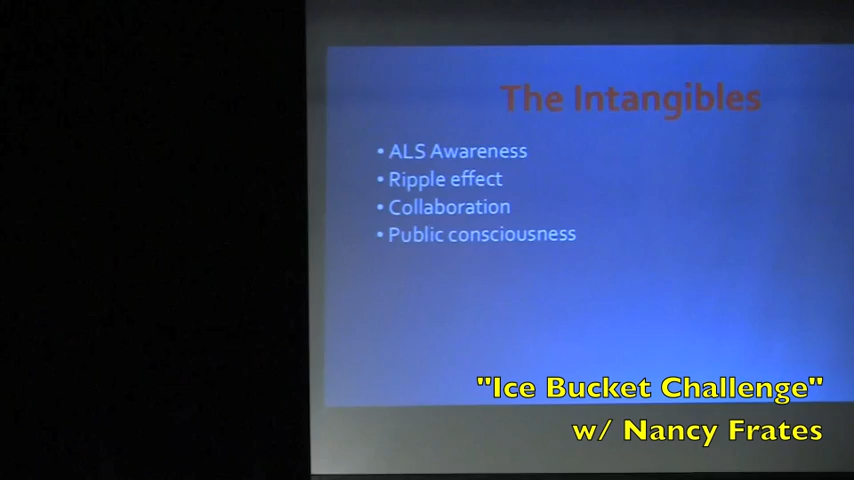 The Intangibles
• ALS Awareness
• Ripple effect
• Collaboration
• Public consciousness
"Ice Bucket Challenge"
w/ Nancy Frates